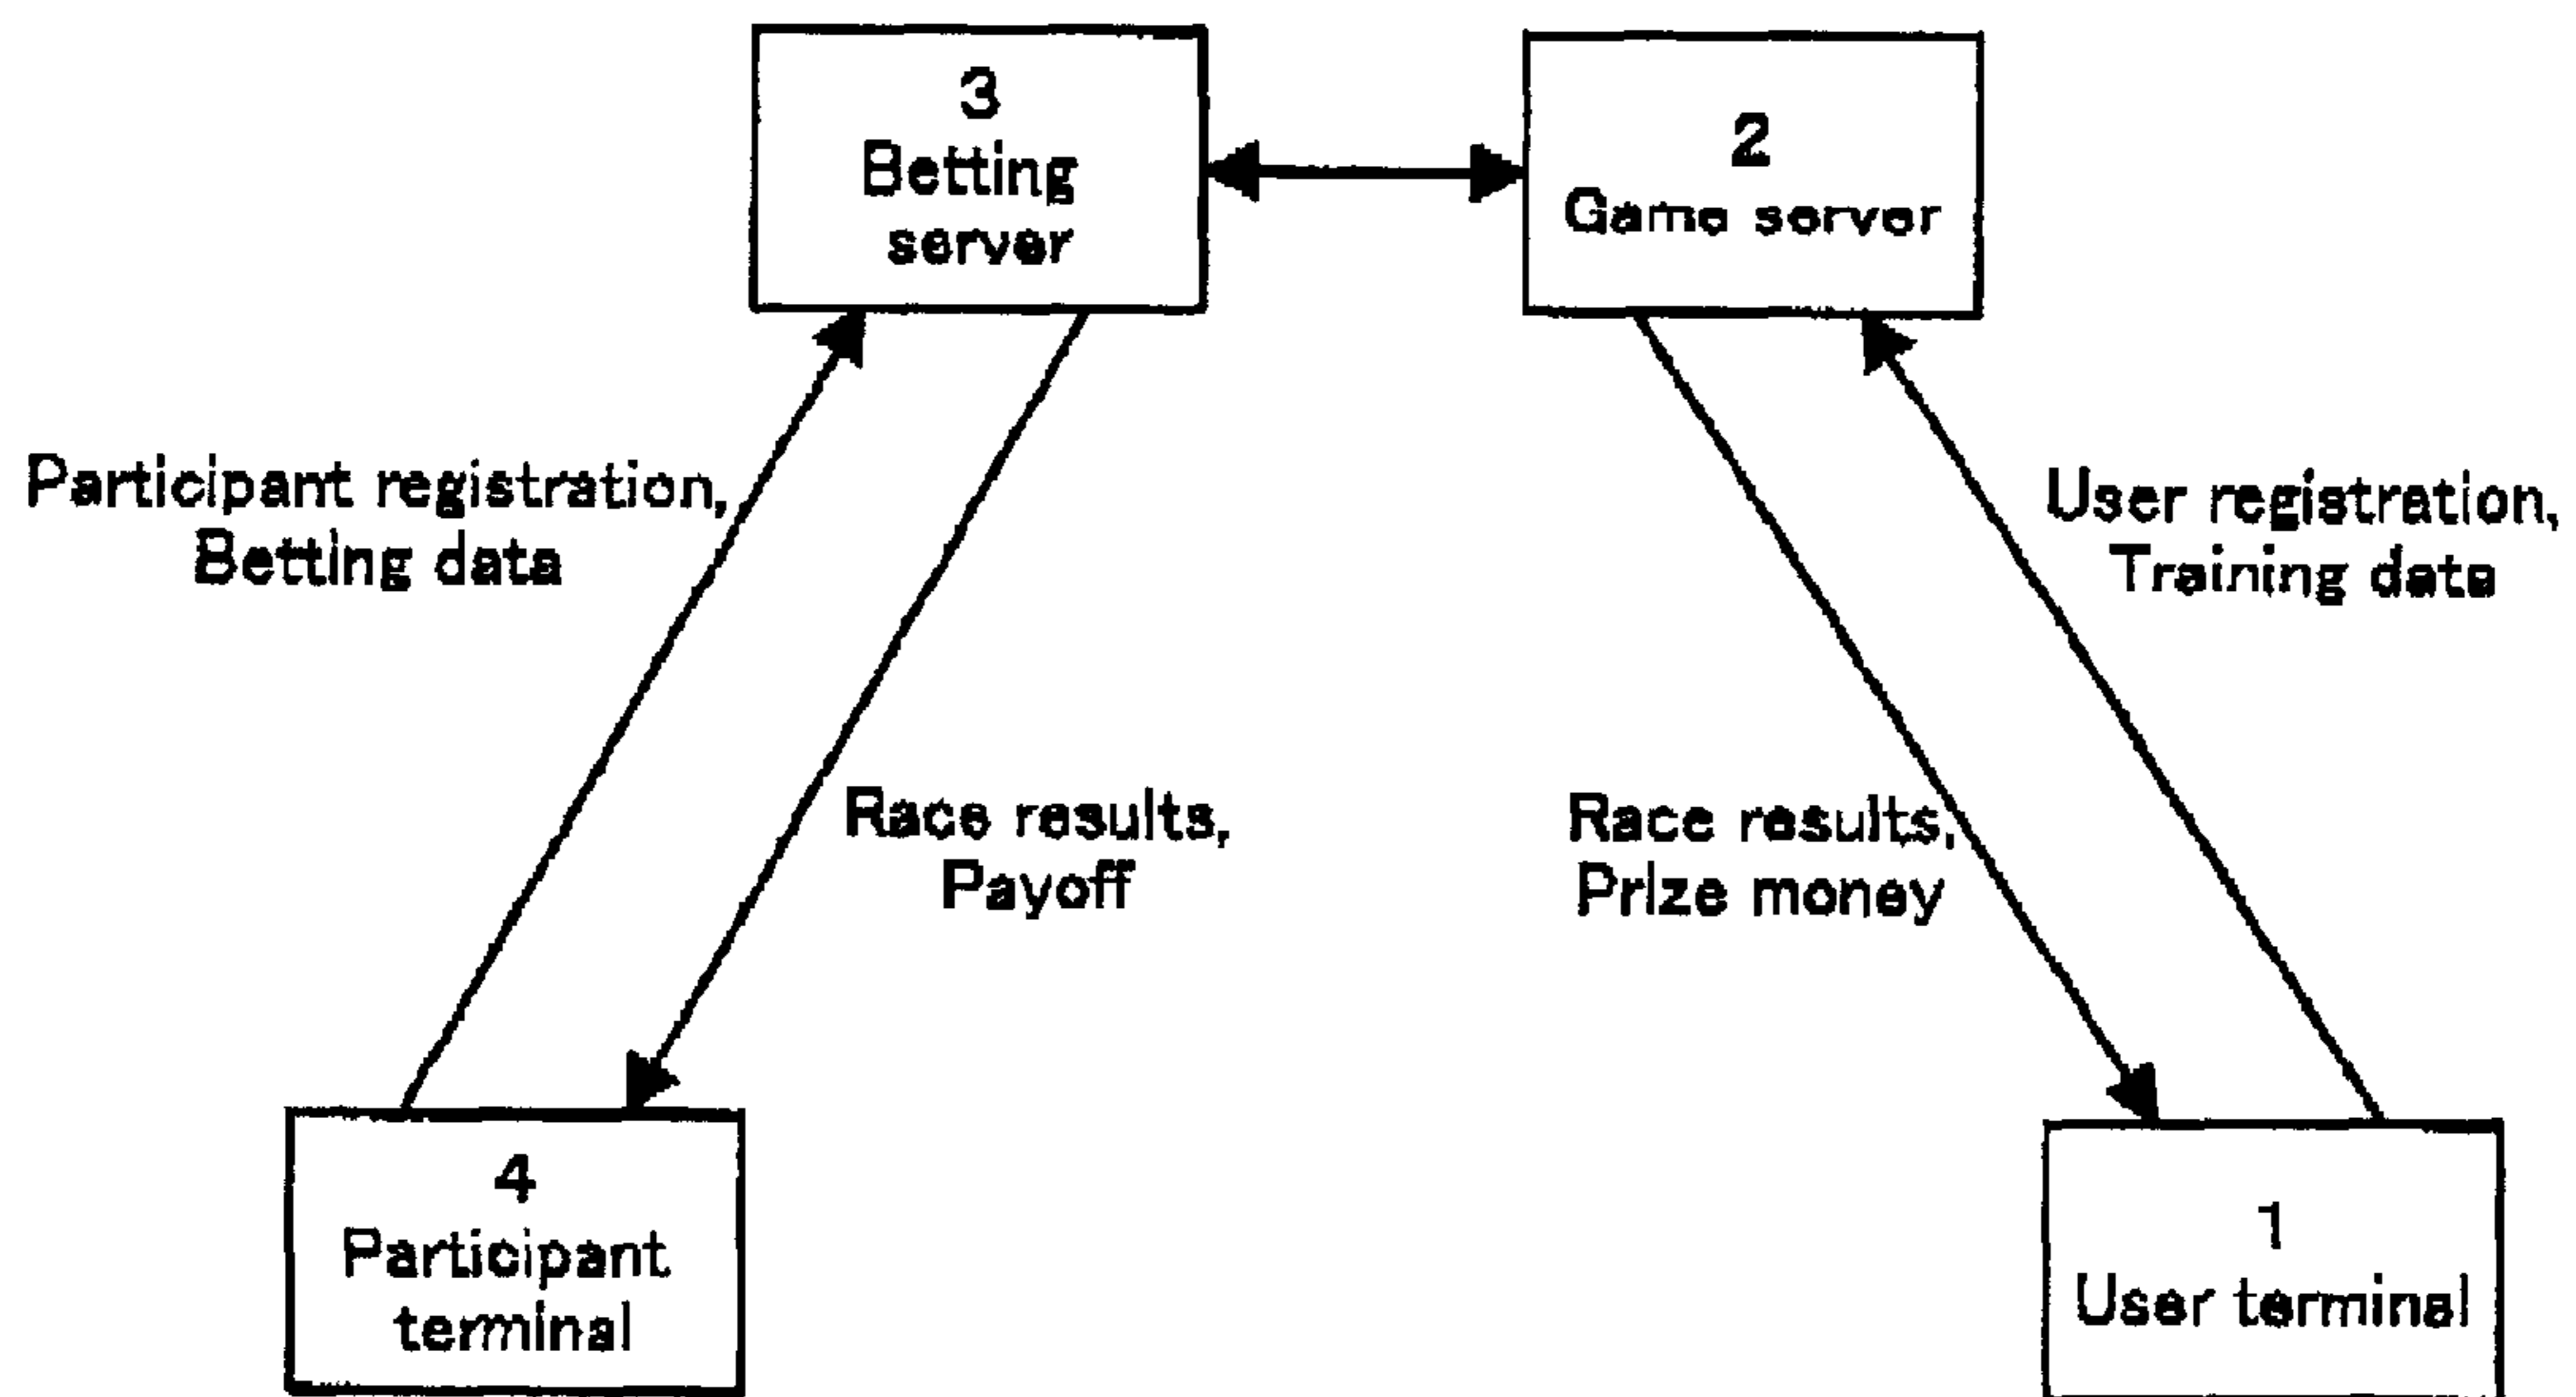 3
Betting
server
2
Game server
Participant registration,
Betting data
User registration,
Training data
Race results,
Payoff
Race results,
Prize money
4
Participant
terminal
1
User terminal